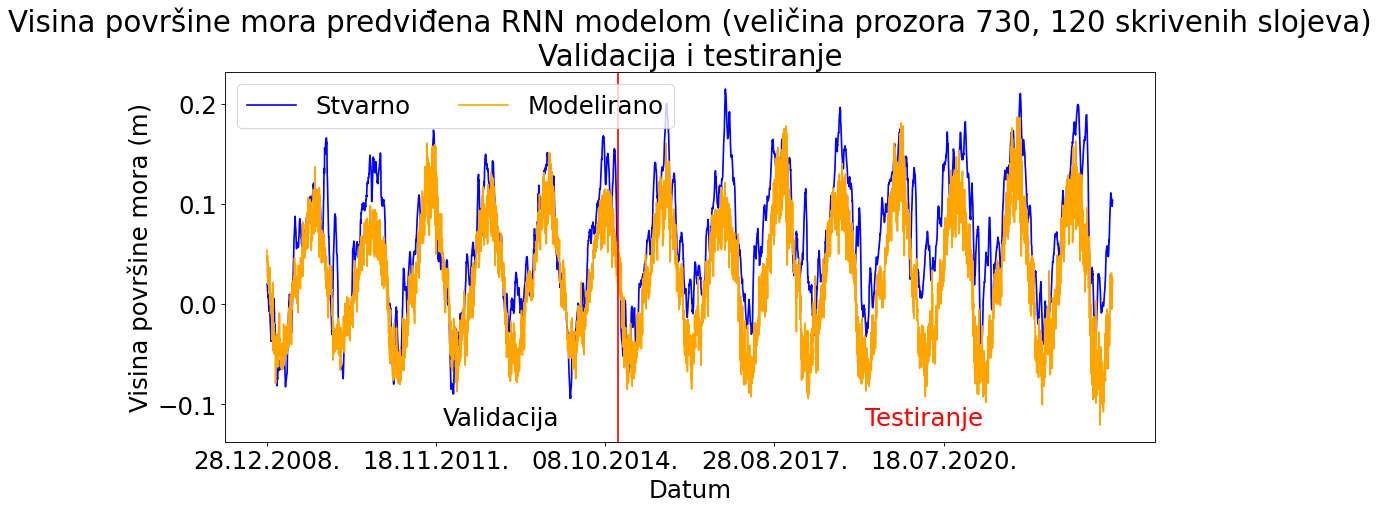 Visina površine mora predviđena RNN modelom (veličina prozora 730, 120 skrivenih slojeva)
Validacija i testiranje
Stvarno
Modelirano
Visina površine mora (m)
0.2
0.1
0.0
−0.1
Validacija
Testiranje
28.12.2008.
18.11.2011.
08.10.2014.
28.08.2017.
18.07.2020.
Datum